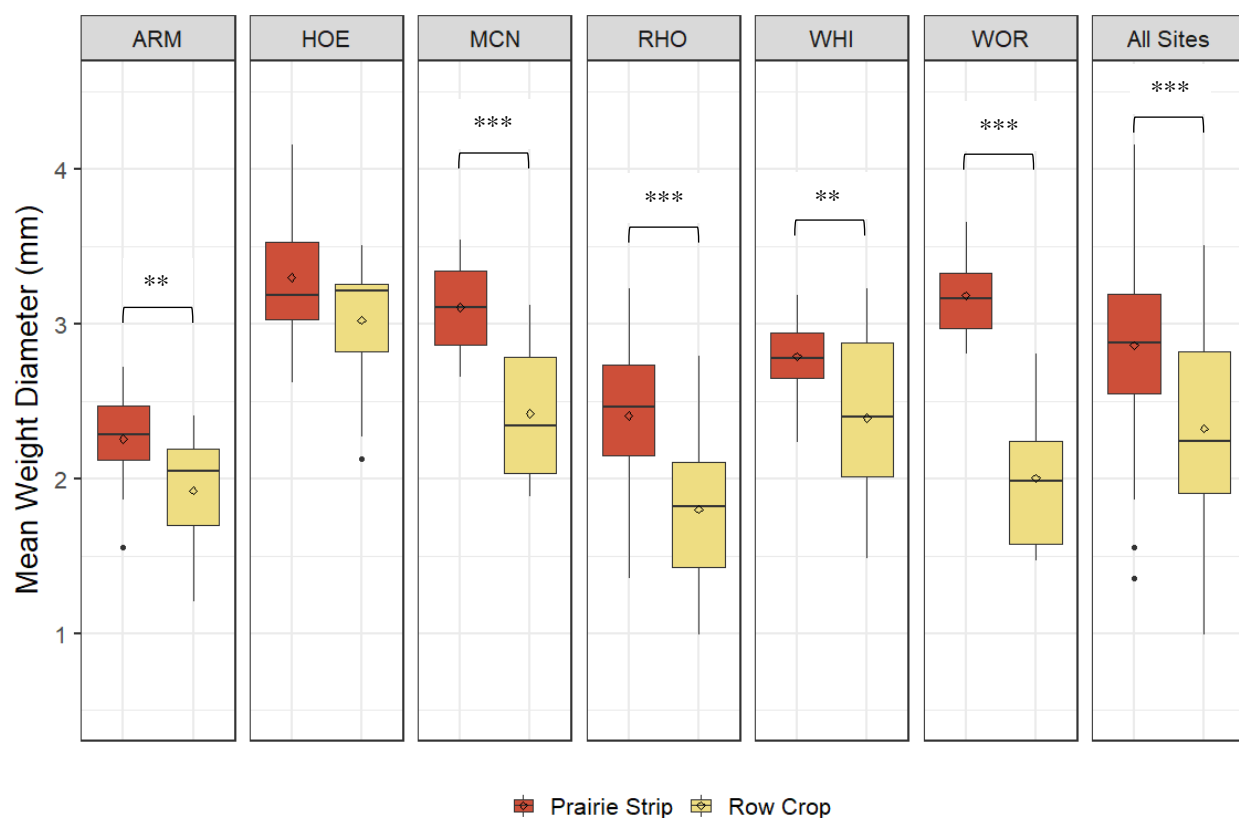 ARM HOE MCN RHO WHI WOR All Sites
***
*** ***
*** **
**
Mean Weight Diameter (mm)
4
3
2
1
Prairie Strip Row Crop